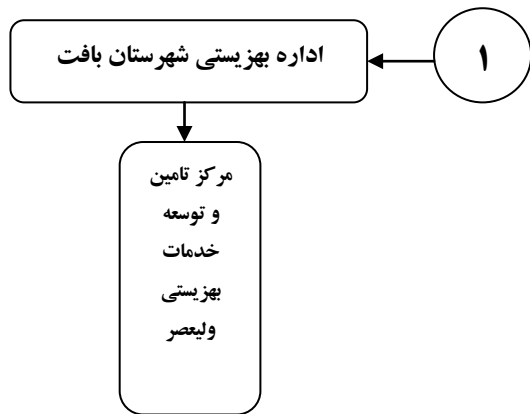 ۱
اداره بهزیستی شهرستان بافت
مرکز تامین
و توسعه
خدمات
بهزیستی
ولیعصر